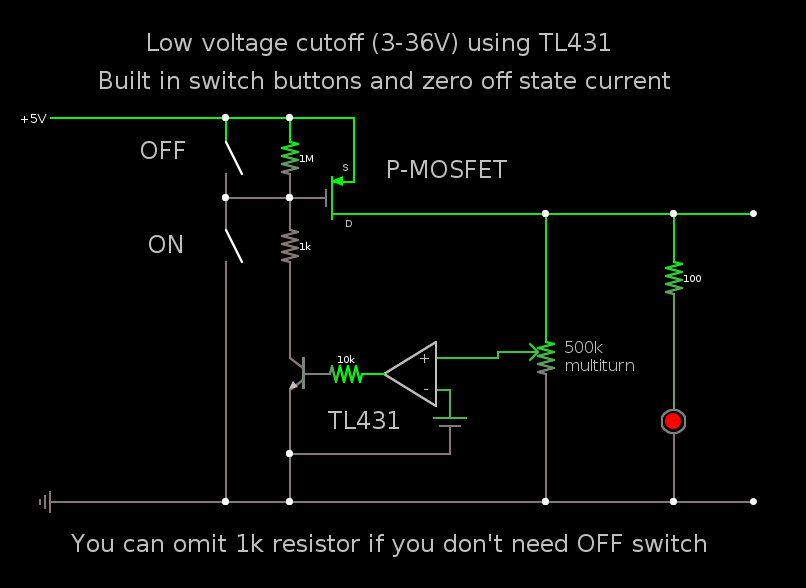 Low voltage cutoff (3-36V) using TL431
Built in switch buttons and zero off state current
+5V
OFF
1M
S
P-MOSFET
D
ON
1k
100
10k
+
-
500k
multiturn
TL431
You can omit 1k resistor if you don't need OFF switch